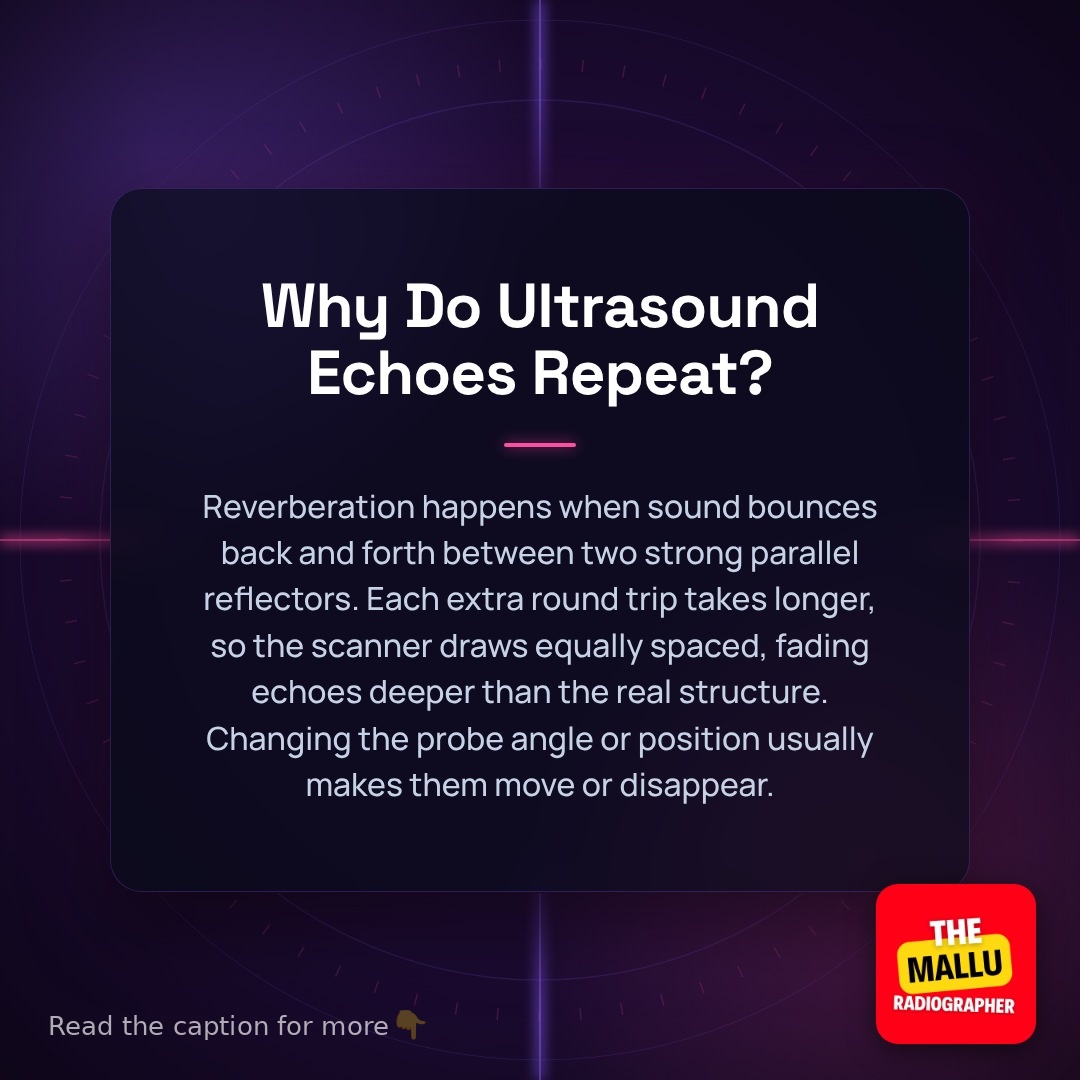 Why Do Ultrasound
Echoes Repeat?
Reverberation happens when sound bounces
back and forth between two strong parallel
reflectors. Each extra round trip takes longer,
so the scanner draws equally spaced, fading
echoes deeper than the real structure.
Changing the probe angle or position usually
makes them move or disappear.
Read the caption for more 👇
THE
MALLU
RADIOGRAPHER